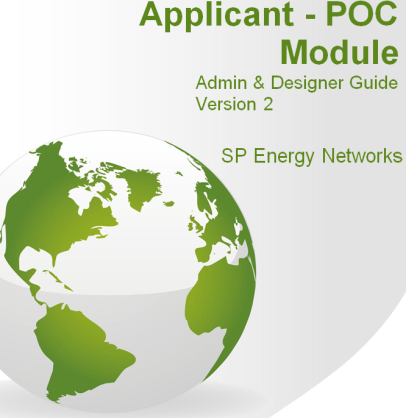 Applicant - POC
Module
Admin & Designer Guide
Version 2
SP Energy Networks